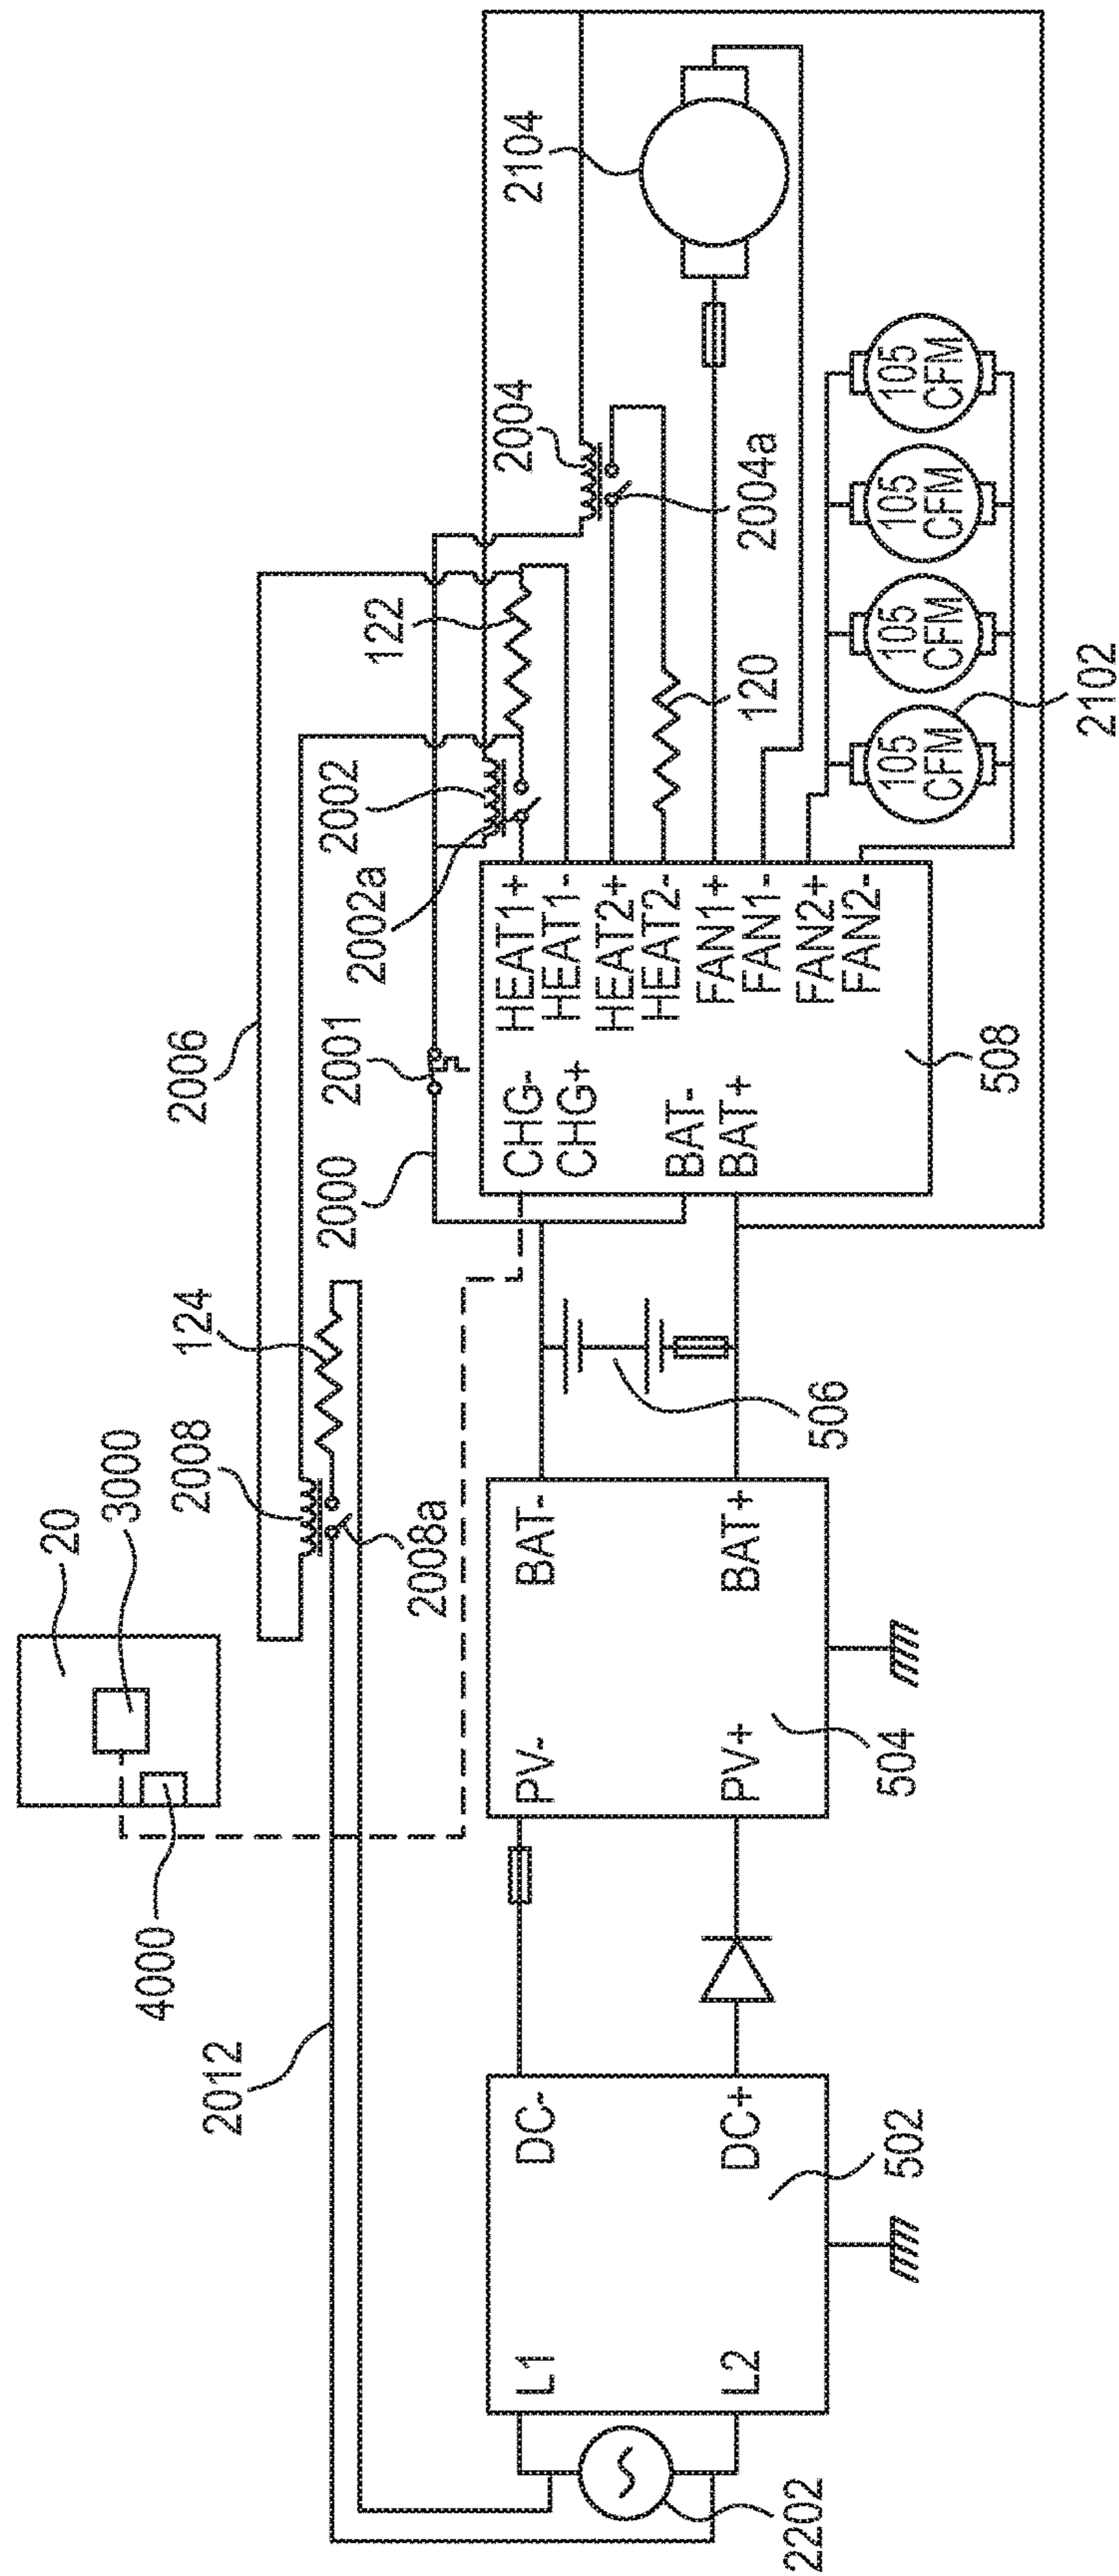 20
3000
4000
2006
2008
124
2012
2008a
2000
2001
2002
2002a
122
2004
2004a
2104
120
2102
105
CFM
105
CFM
105
CFM
105
CFM
HEAT1+
HEAT1-
HEAT2+
HEAT2-
FAN1+
FAN1-
FAN2+
FAN2-
CHG-
CHG+
BAT-
BAT+
508
506
BAT-
BAT+
PV-
PV+
504
DC-
DC+
L1
L2
502
2202